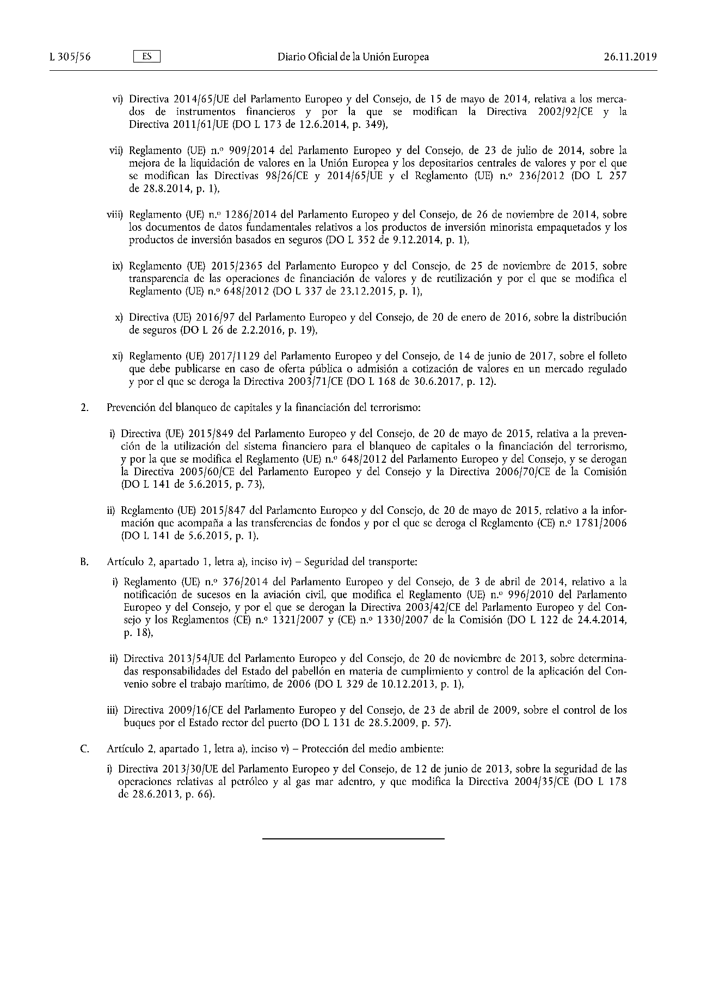 L 305/56 ES Diario Oficial de la Unión Europea 26.11.2019
vi) Directiva 2014/65/UE del Parlamento Europeo y del Consejo, de 15 de mayo de 2014, relativa a los merca-
dos de instrumentos financieros y por la que se modifican la Directiva 2002/92/CE y la
Directiva 2011/61/UE (DO L 173 de 12.6.2014, p. 349),
vii) Reglamento (UE) n.º 909/2014 del Parlamento Europeo y del Consejo, de 23 de julio de 2014, sobre la
mejora de la liquidación de valores en la Unión Europea y los depositarios centrales de valores y por el que
se modifican las Directivas 98/26/CE y 2014/65/UE y el Reglamento (UE) n.º 236/2012 (DO L 257
de 28.8.2014, p. 1),
viii) Reglamento (UE) n.º 1286/2014 del Parlamento Europeo y del Consejo, de 26 de noviembre de 2014, sobre
los documentos de datos fundamentales relativos a los productos de inversión minorista empaquetados y los
productos de inversión basados en seguros (DO L 352 de 9.12.2014, p. 1),
ix) Reglamento (UE) 2015/2365 del Parlamento Europeo y del Consejo, de 25 de noviembre de 2015, sobre
transparencia de las operaciones de financiación de valores y de reutilización y por el que se modifica el
Reglamento (UE) n.º 648/2012 (DO L 337 de 23.12.2015, p. 1),
x) Directiva (UE) 2016/97 del Parlamento Europeo y del Consejo, de 20 de enero de 2016, sobre la distribución
de seguros (DO L 26 de 2.2.2016, p. 19),
xi) Reglamento (UE) 2017/1129 del Parlamento Europeo y del Consejo, de 14 de junio de 2017, sobre el folleto
que debe publicarse en caso de oferta pública o admisión a cotización de valores en un mercado regulado
y por el que se deroga la Directiva 2003/71/CE (DO L 168 de 30.6.2017, p. 12).
2. Prevención del blanqueo de capitales y la financiación del terrorismo:
i) Directiva (UE) 2015/849 del Parlamento Europeo y del Consejo, de 20 de mayo de 2015, relativa a la preven-
ción de la utilización del sistema financiero para el blanqueo de capitales o la financiación del terrorismo,
y por la que se modifica el Reglamento (UE) n.º 648/2012 del Parlamento Europeo y del Consejo, y se derogan
la Directiva 2005/60/CE del Parlamento Europeo y del Consejo y la Directiva 2006/70/CE de la Comisión
(DO L 141 de 5.6.2015, p. 73),
ii) Reglamento (UE) 2015/847 del Parlamento Europeo y del Consejo, de 20 de mayo de 2015, relativo a la infor-
mación que acompaña a las transferencias de fondos y por el que se deroga el Reglamento (CE) n.º 1781/2006
(DO L 141 de 5.6.2015, p. 1).
B. Artículo 2, apartado 1, letra a), inciso iv) – Seguridad del transporte:
i) Reglamento (UE) n.º 376/2014 del Parlamento Europeo y del Consejo, de 3 de abril de 2014, relativo a la
notificación de sucesos en la aviación civil, que modifica el Reglamento (UE) n.º 996/2010 del Parlamento
Europeo y del Consejo, y por el que se derogan la Directiva 2003/42/CE del Parlamento Europeo y del Con-
sejo y los Reglamentos (CE) n.º 1321/2007 y (CE) n.º 1330/2007 de la Comisión (DO L 122 de 24.4.2014,
p. 18),
ii) Directiva 2013/54/UE del Parlamento Europeo y del Consejo, de 20 de noviembre de 2013, sobre determina-
das responsabilidades del Estado del pabellón en materia de cumplimiento y control de la aplicación del Con-
venio sobre el trabajo marítimo, de 2006 (DO L 329 de 10.12.2013, p. 1),
iii) Directiva 2009/16/CE del Parlamento Europeo y del Consejo, de 23 de abril de 2009, sobre el control de los
buques por el Estado rector del puerto (DO L 131 de 28.5.2009, p. 57).
C. Artículo 2, apartado 1, letra a), inciso v) – Protección del medio ambiente:
i) Directiva 2013/30/UE del Parlamento Europeo y del Consejo, de 12 de junio de 2013, sobre la seguridad de las
operaciones relativas al petróleo y al gas mar adentro, y que modifica la Directiva 2004/35/CE (DO L 178
de 28.6.2013, p. 66).